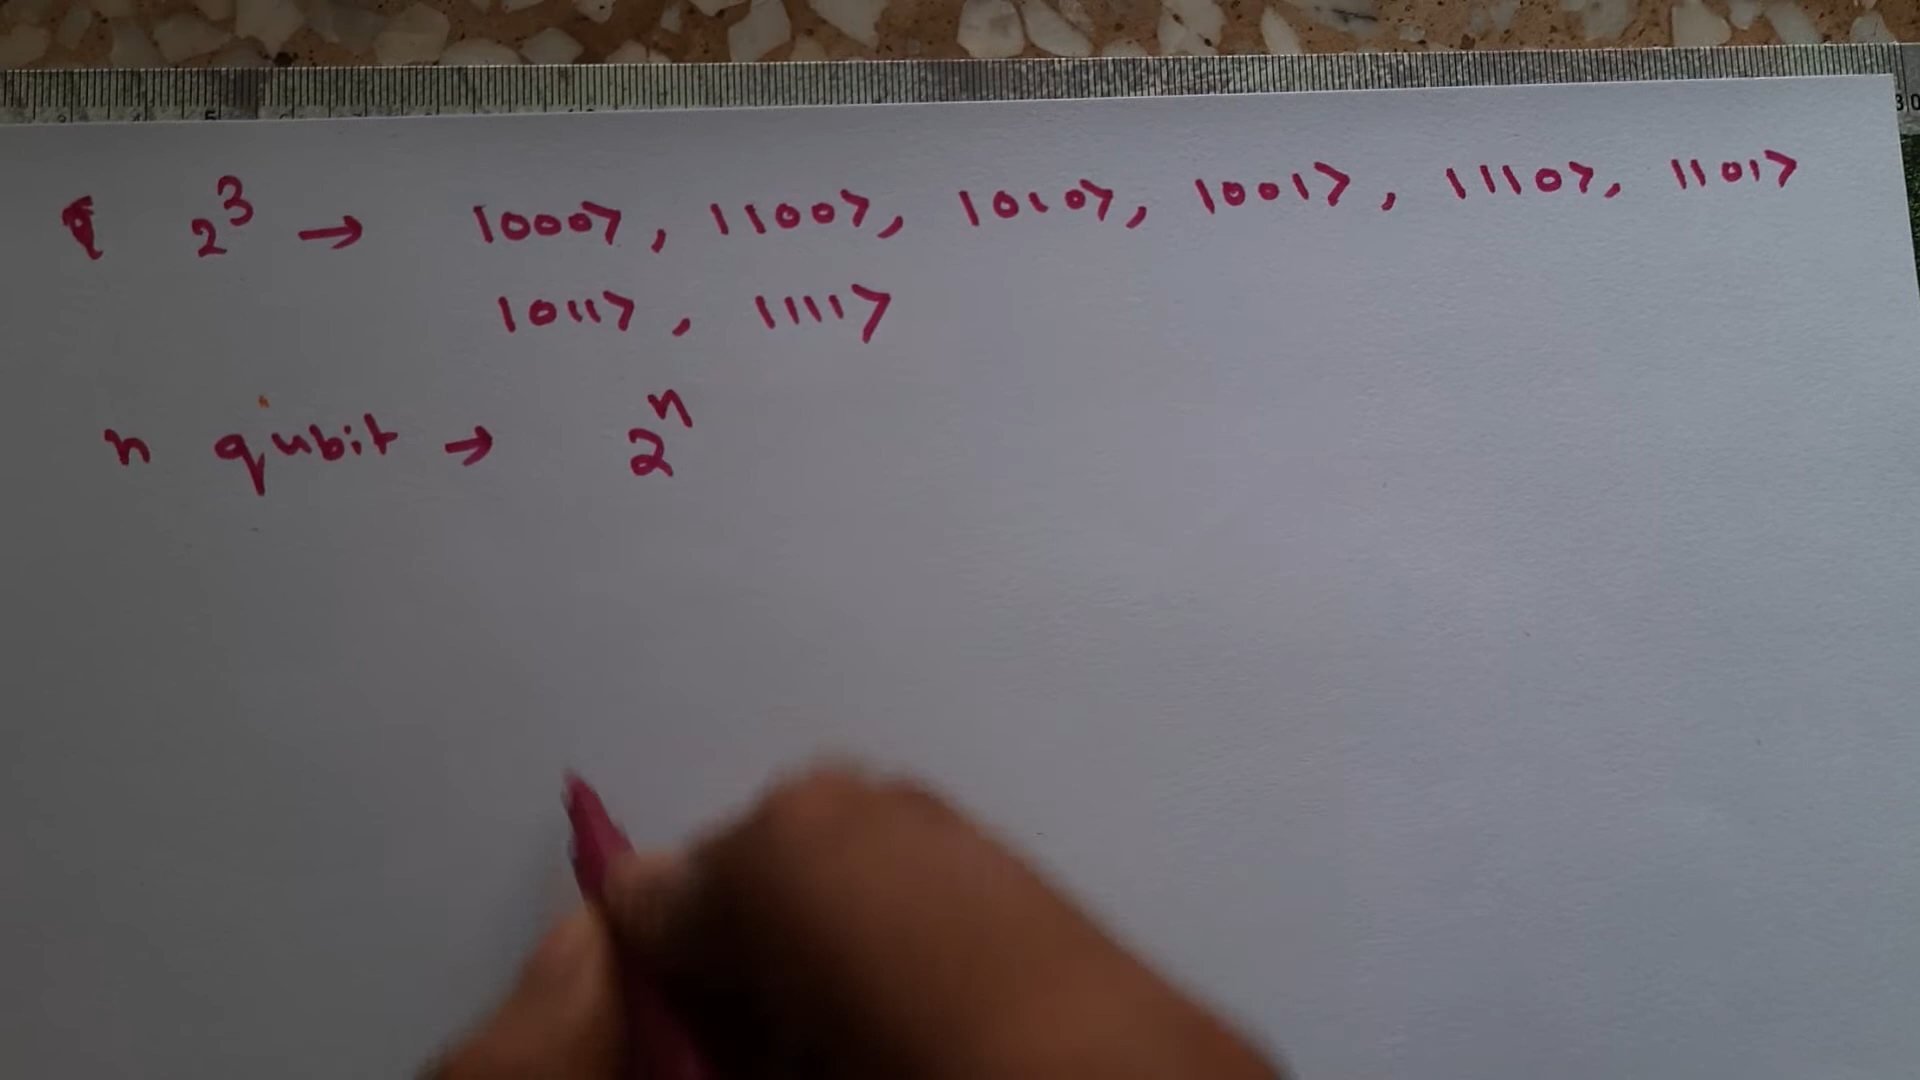 2³ → |000⟩, |100⟩, |010⟩, |001⟩, |110⟩, |101⟩
|011⟩, |111⟩
n qubit → 2ⁿ